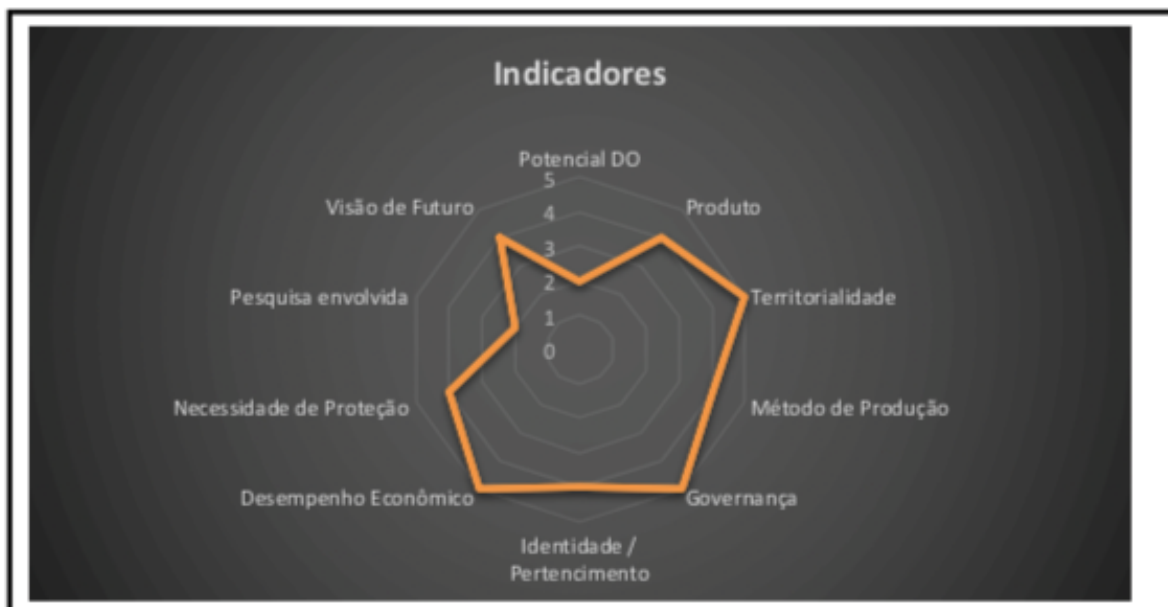 Indicadores
Potencial DO
5
Visão de Futuro
4
Produto
3
Pesquisa envolvida
2
Territorialidade
1
0
Necessidade de Proteção
Método de Produção
Desempenho Econômico
Governança
Identidade /
Pertencimento